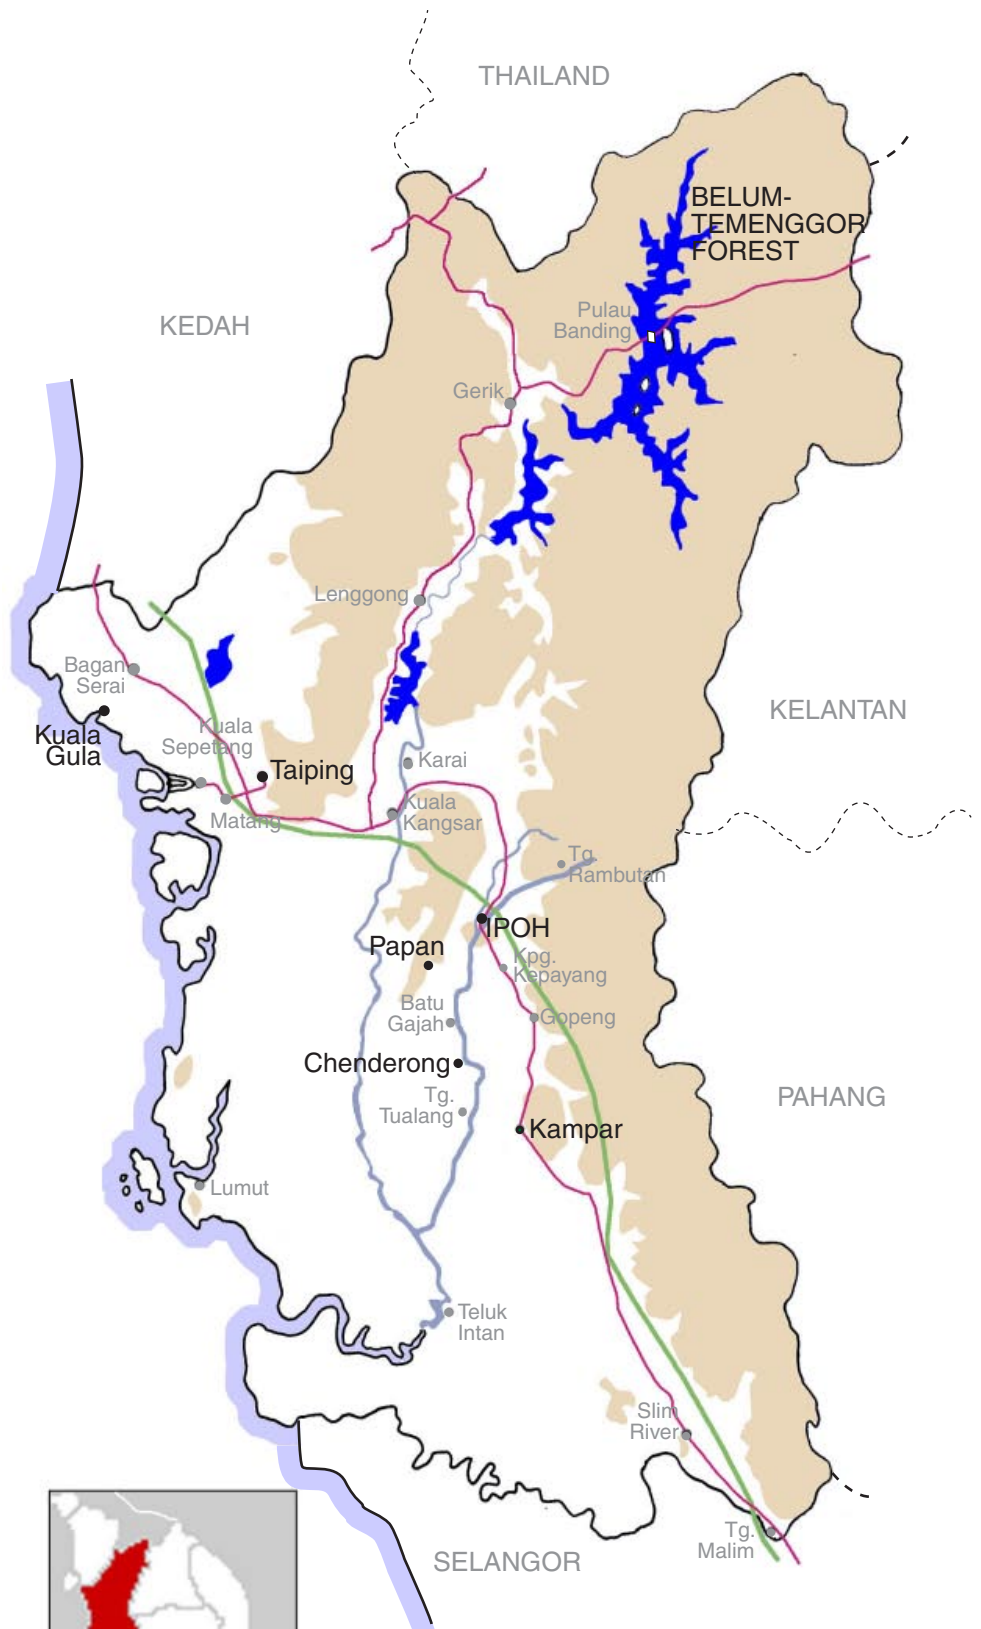 THAILAND
BELUM-
TEMENGGOR
FOREST
KEDAH
Pulau
Banding
Gerik
Lenggong
Bagan
Serai
Kuala
Gula
Kuala
Sepetang
Taiping
Matang
Karai
Kuala
Kangsar
KELANTAN
Tg.
Rambutan
IPOH
Papan
Kpg.
Kepayang
Batu
Gajah
Gopeng
Chenderong
Tg.
Tualang
Kampar
PAHANG
Lumut
Teluk
Intan
Slim
River
Tg.
Malim
SELANGOR